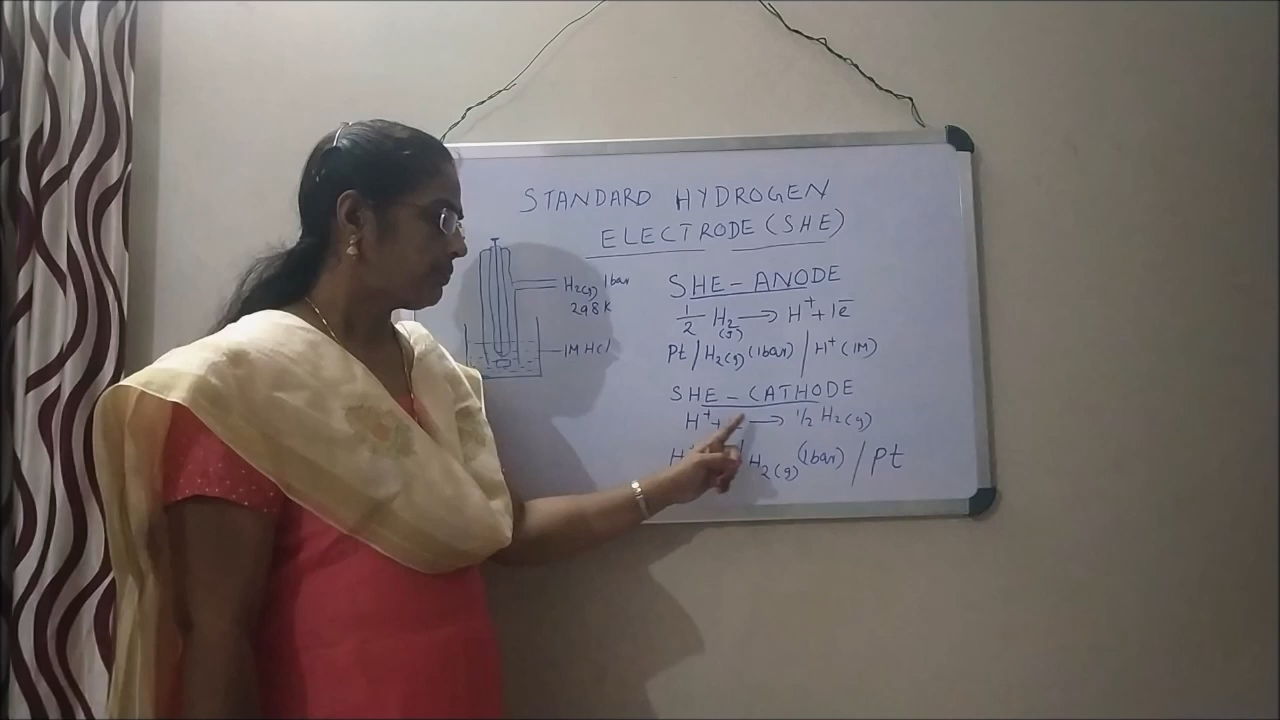 STANDARD HYDROGEN
ELECTRODE (SHE)
H2(g) 1bar
298 K
1M HCl
SHE - ANODE
1/2 H2(g) → H⁺ + 1e̅
Pt / H2(g) (1bar) / H⁺ (1M)
SHE - CATHODE
H⁺ + → 1/2 H2(g)
H⁺ / H2(g) (1bar) / Pt